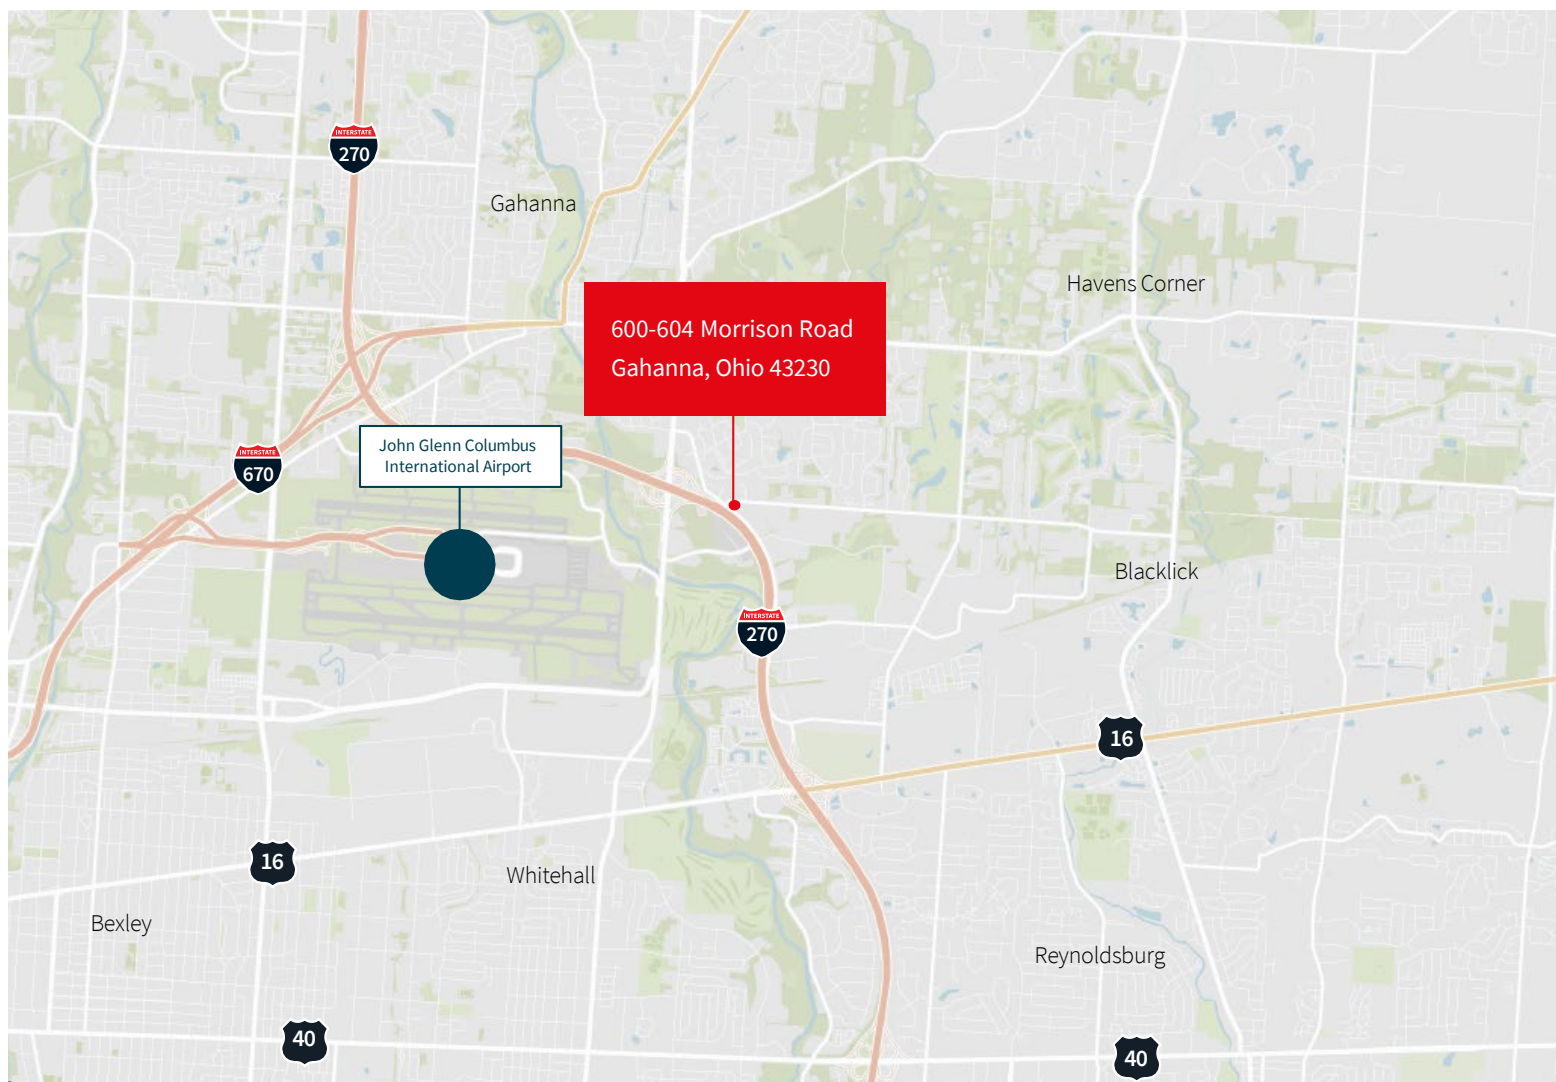 INTERSTATE
270
Gahanna
Havens Corner
600-604 Morrison Road
Gahanna, Ohio 43230
John Glenn Columbus
International Airport
INTERSTATE
670
Blacklick
INTERSTATE
270
16
16
Whitehall
Bexley
Reynoldsburg
40
40